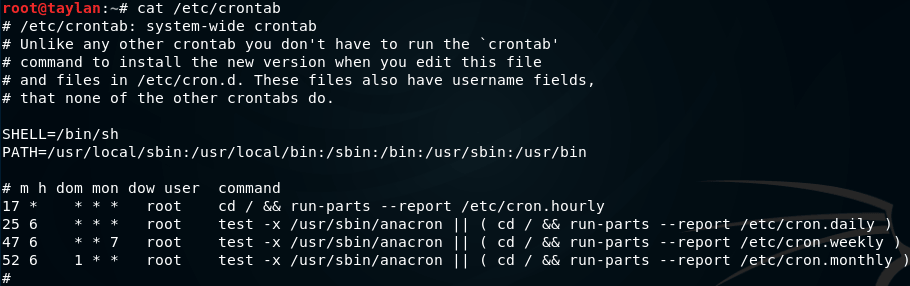 root@taylan:~# cat /etc/crontab
# /etc/crontab: system-wide crontab
# Unlike any other crontab you don't have to run the `crontab'
# command to install the new version when you edit this file
# and files in /etc/cron.d. These files also have username fields,
# that none of the other crontabs do.

SHELL=/bin/sh
PATH=/usr/local/sbin:/usr/local/bin:/sbin:/bin:/usr/sbin:/usr/bin

# m h dom mon dow user  command
17 *    * * *   root    cd / && run-parts --report /etc/cron.hourly
25 6    * * *   root    test -x /usr/sbin/anacron || ( cd / && run-parts --report /etc/cron.daily )
47 6    * * 7   root    test -x /usr/sbin/anacron || ( cd / && run-parts --report /etc/cron.weekly )
52 6    1 * *   root    test -x /usr/sbin/anacron || ( cd / && run-parts --report /etc/cron.monthly )
#